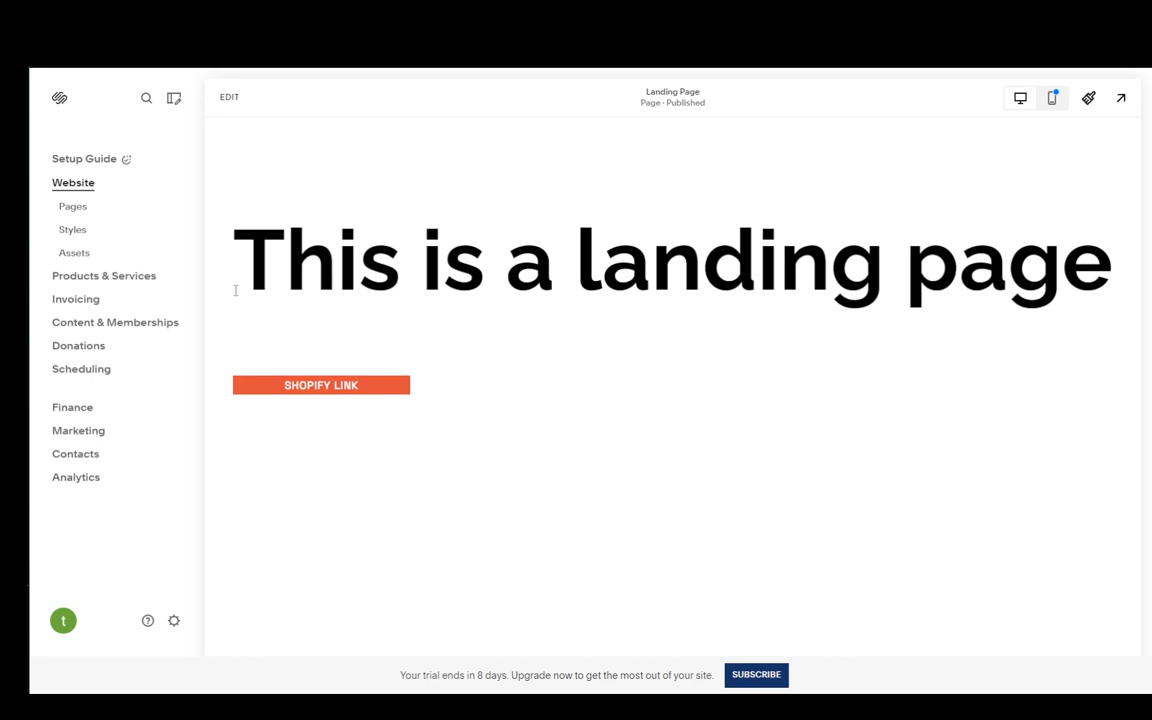 EDIT
Landing Page
Page · Published
Setup Guide
Website
Pages
Styles
Assets
Products & Services
Invoicing
Content & Memberships
Donations
Scheduling
Finance
Marketing
Contacts
Analytics
t
This is a landing page
SHOPIFY LINK
Your trial ends in 8 days. Upgrade now to get the most out of your site.
SUBSCRIBE